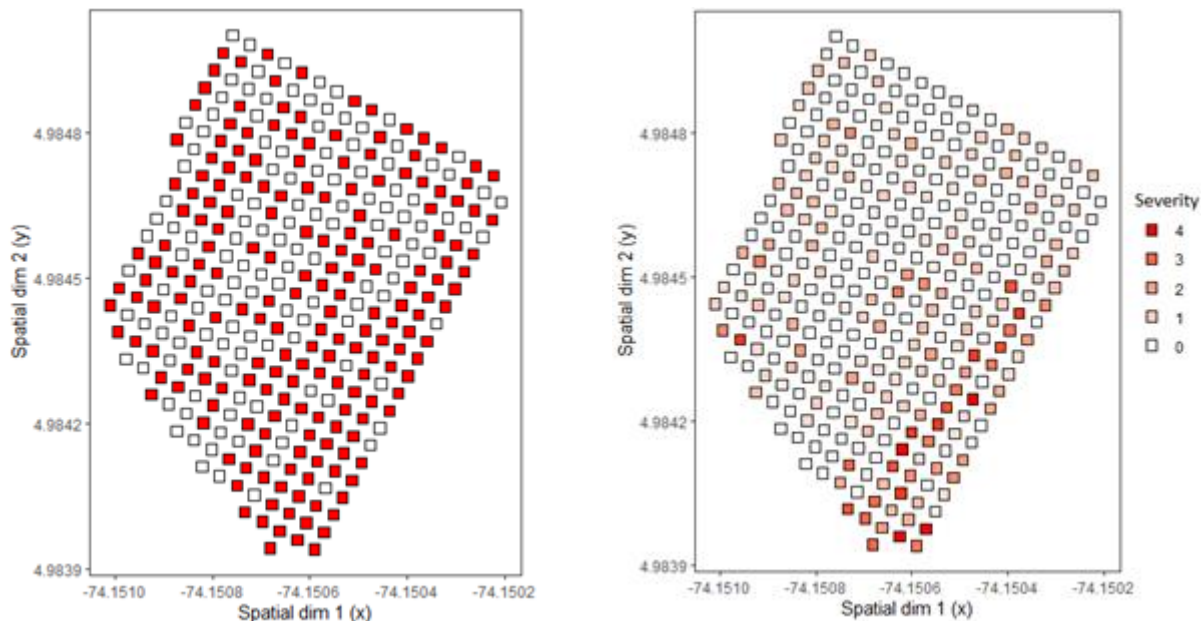 4.9848
4.9845
4.9842
4.9839
Spatial dim 2 (y)
-74.1510 -74.1508 -74.1506 -74.1504 -74.1502
Spatial dim 1 (x)
4.9848
4.9845
4.9842
4.9839
Spatial dim 2 (y)
-74.1510 -74.1508 -74.1506 -74.1504 -74.1502
Spatial dim 1 (x)
Severity
4
3
2
1
0